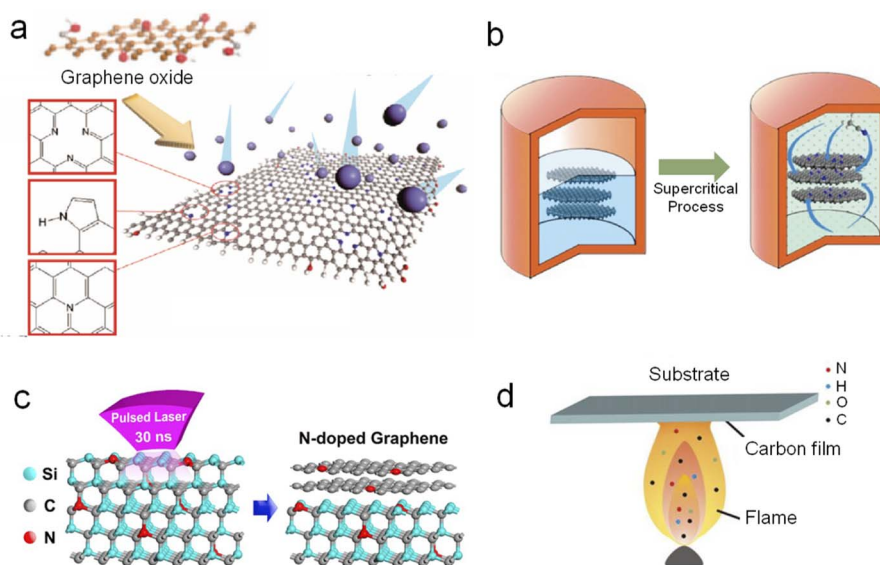 a
Graphene oxide
N
N
N
H
N
N
b
Supercritical
Process
c
Pulsed Laser
30 ns
N-doped Graphene
Si
C
N
d
Substrate
N
H
O
C
Carbon film
Flame